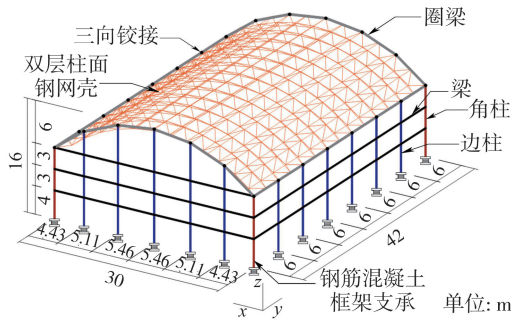 圈梁
三向铰接
双层柱面
钢网壳
梁
角柱
边柱
6
3
3
4
16
4.43
5.11
5.46
5.46
5.11
4.43
30
6
6
6
6
6
6
6
42
z
x
y
钢筋混凝土
框架支承
单位: m